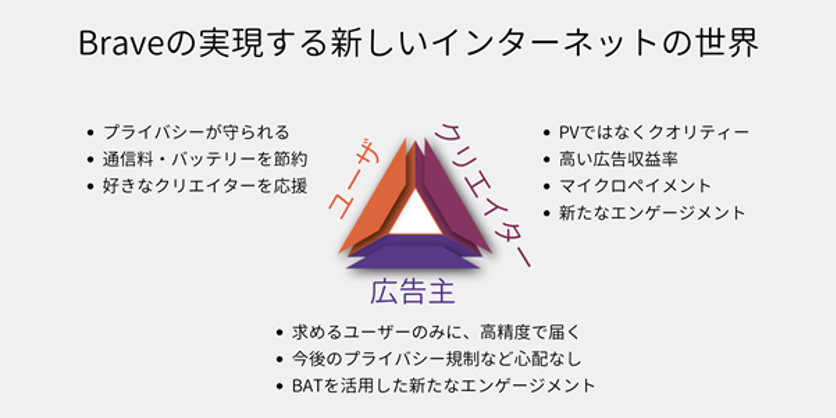 Braveの実現する新しいインターネットの世界
• プライバシーが守られる
• 通信料・バッテリーを節約
• 好きなクリエイターを応援
ユーザ
クリエイター
• PVではなくクオリティー
• 高い広告収益率
• マイクロペイメント
• 新たなエンゲージメント
広告主
• 求めるユーザーのみに、高精度で届く
• 今後のプライバシー規制など心配なし
• BATを活用した新たなエンゲージメント